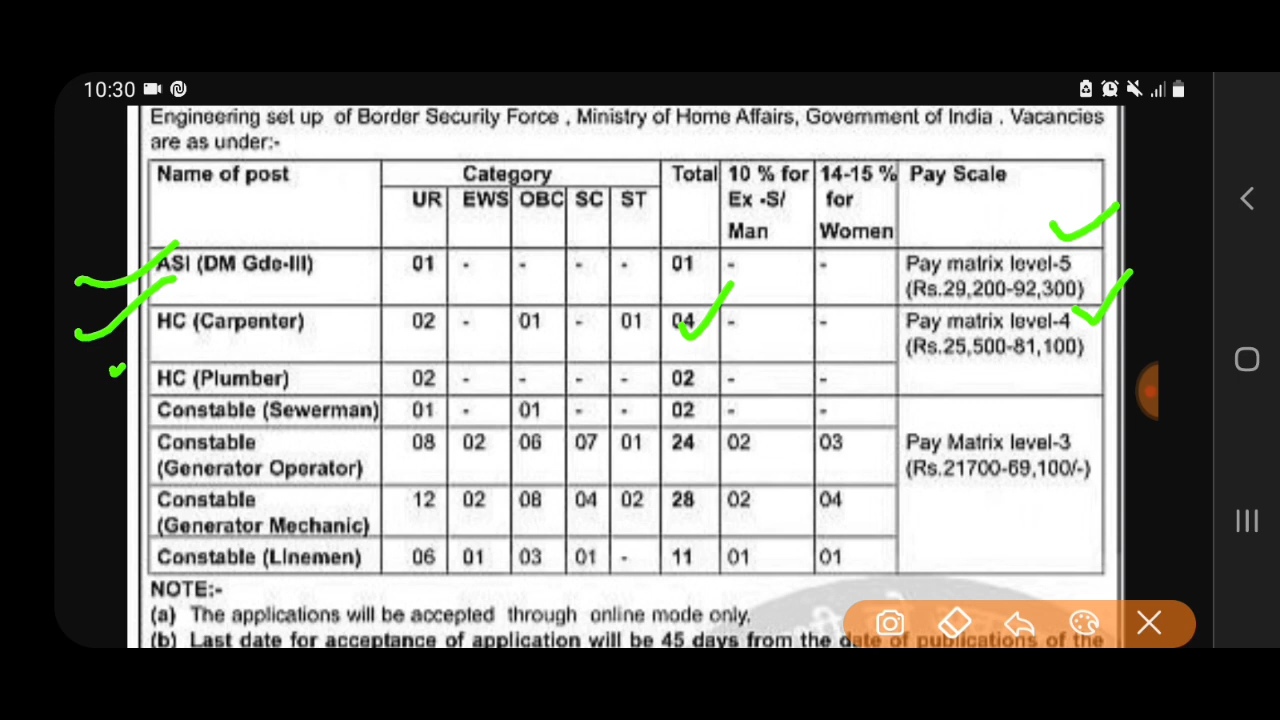 10:30
Engineering set up of Border Security Force , Ministry of Home Affairs, Government of India . Vacancies
are as under:-
Name of post Category Total 10 % for Ex -S/ Man 14-15 % for Women Pay Scale
UR EWS OBC SC ST
ASI (DM Gde-III) 01 - - - - 01 - - Pay matrix level-5 (Rs.29,200-92,300)
HC (Carpenter) 02 - 01 - 01 04 - - Pay matrix level-4 (Rs.25,500-81,100)
HC (Plumber) 02 - - - - 02 - -
Constable (Sewerman) 01 - 01 - - 02 - -
Constable (Generator Operator) 08 02 06 07 01 24 02 03 Pay Matrix level-3 (Rs.21700-69,100/-)
Constable (Generator Mechanic) 12 02 08 04 02 28 02 04
Constable (Linemen) 06 01 03 01 - 11 01 01
NOTE:-
(a) The applications will be accepted through online mode only.
(b) Last date for acceptance of application will be 45 days from the date of publications of the